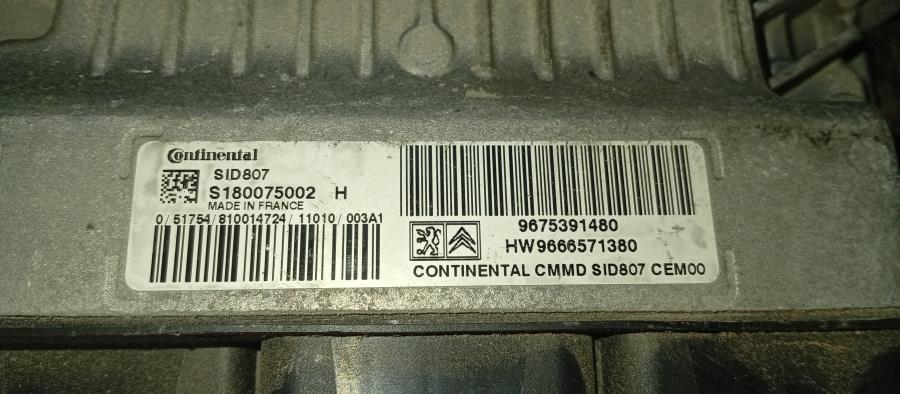 Continental
SID807
S180075002 H
MADE IN FRANCE
0/51754/810014724/11010/003A1
9675391480
HW9666571380
CONTINENTAL CMMD SID807 CEM00